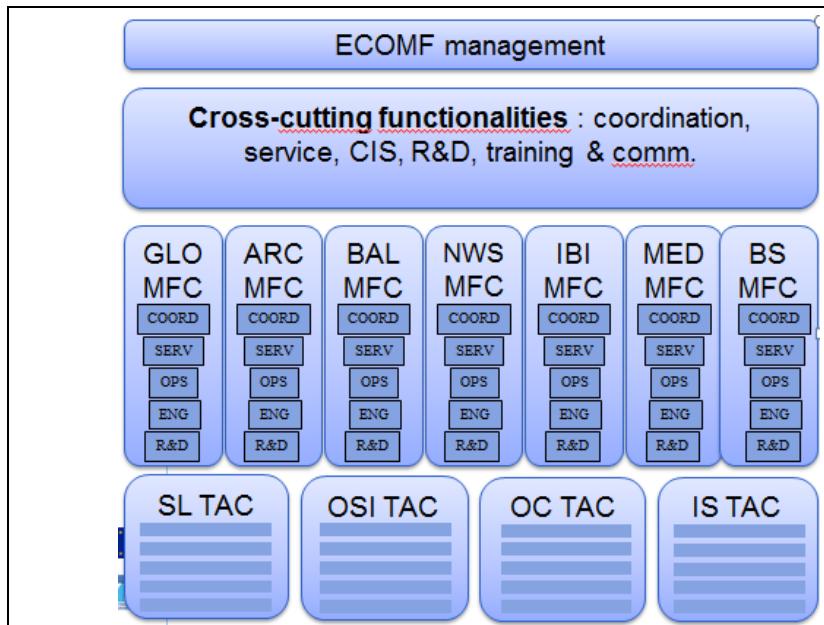 ECOMF management
Cross-cutting functionalities : coordination,
service, CIS, R&D, training & comm.
GLO ARC BAL NWS IBI MED BS
MFC MFC MFC MFC MFC MFC MFC
COORD COORD COORD COORD COORD COORD COORD
SERV SERV SERV SERV SERV SERV SERV
OPS OPS OPS OPS OPS OPS OPS
ENG ENG ENG ENG ENG ENG ENG
R&D R&D R&D R&D R&D R&D R&D
SL TAC OSI TAC OC TAC IS TAC